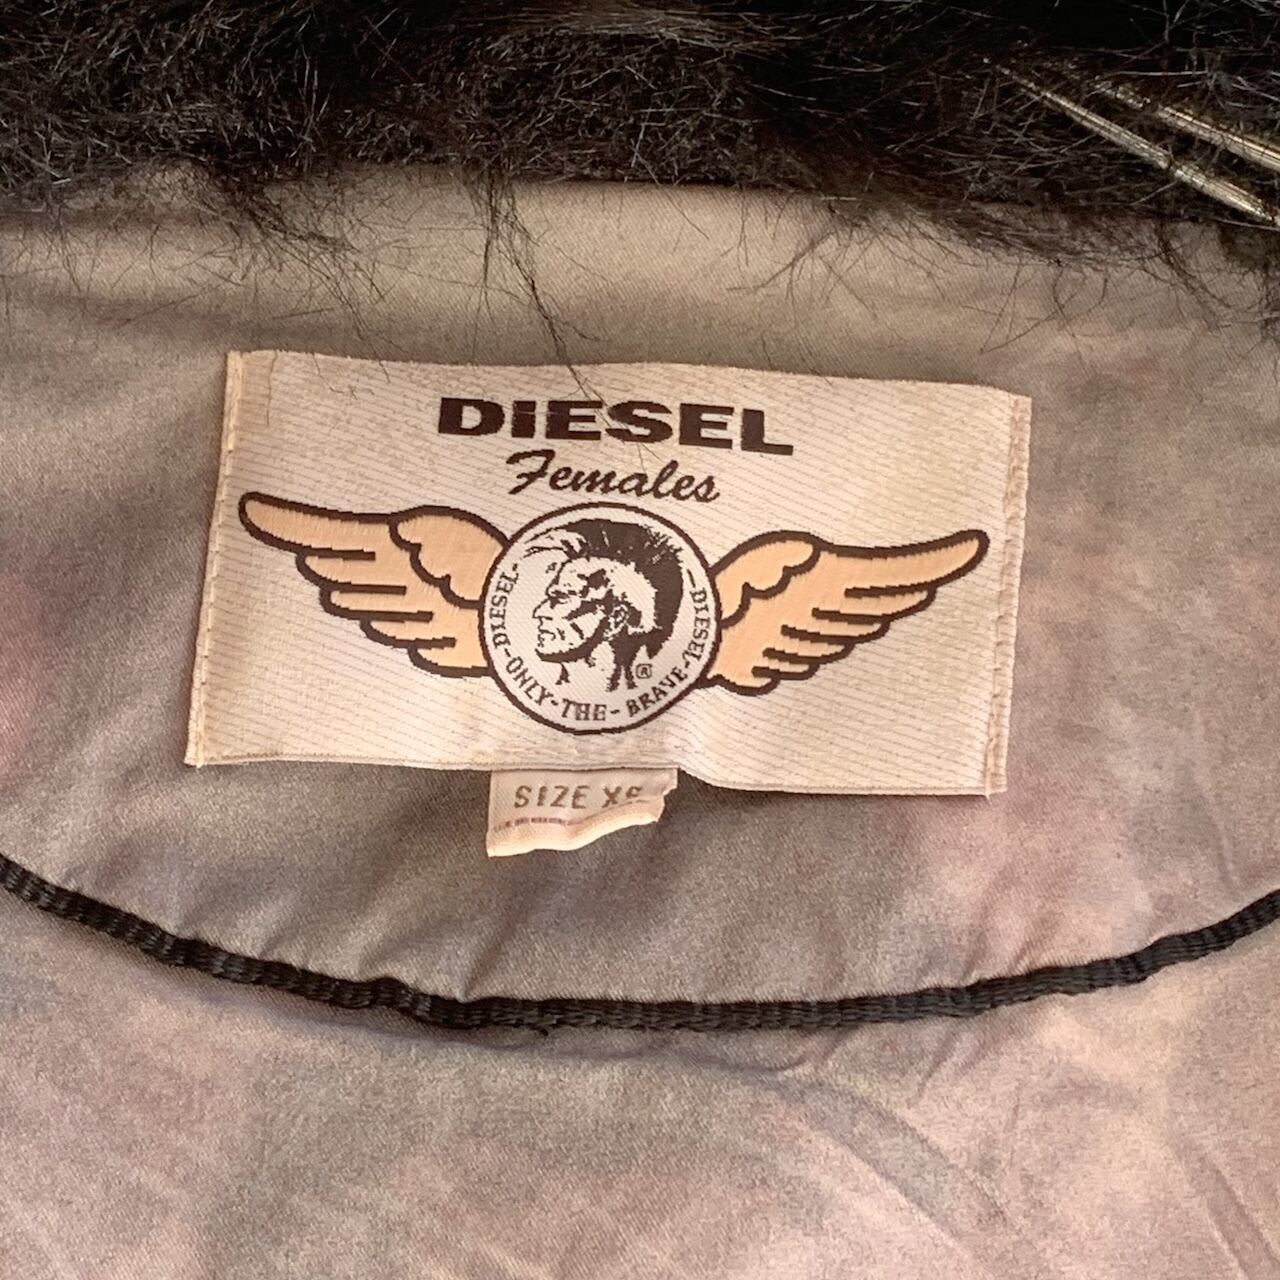 DIESEL
Females
-DIESEL-ONLY-THE-BRAVE-DIESEL-
®
SIZE XS